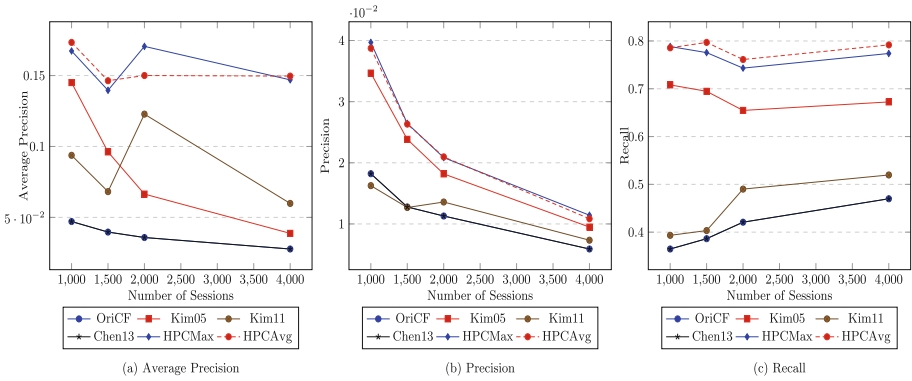 Average Precision
0.15
0.1
5 · 10⁻²
1,000 1,500 2,000 2,500 3,000 3,500 4,000
Number of Sessions
OriCF Kim05 Kim11
Chen13 HPCMax HPCAvg
(a) Average Precision
·10⁻²
Precision
4
3
2
1
1,000 1,500 2,000 2,500 3,000 3,500 4,000
Number of Sessions
OriCF Kim05 Kim11
Chen13 HPCMax HPCAvg
(b) Precision
Recall
0.8
0.7
0.6
0.5
0.4
1,000 1,500 2,000 2,500 3,000 3,500 4,000
Number of Sessions
OriCF Kim05 Kim11
Chen13 HPCMax HPCAvg
(c) Recall